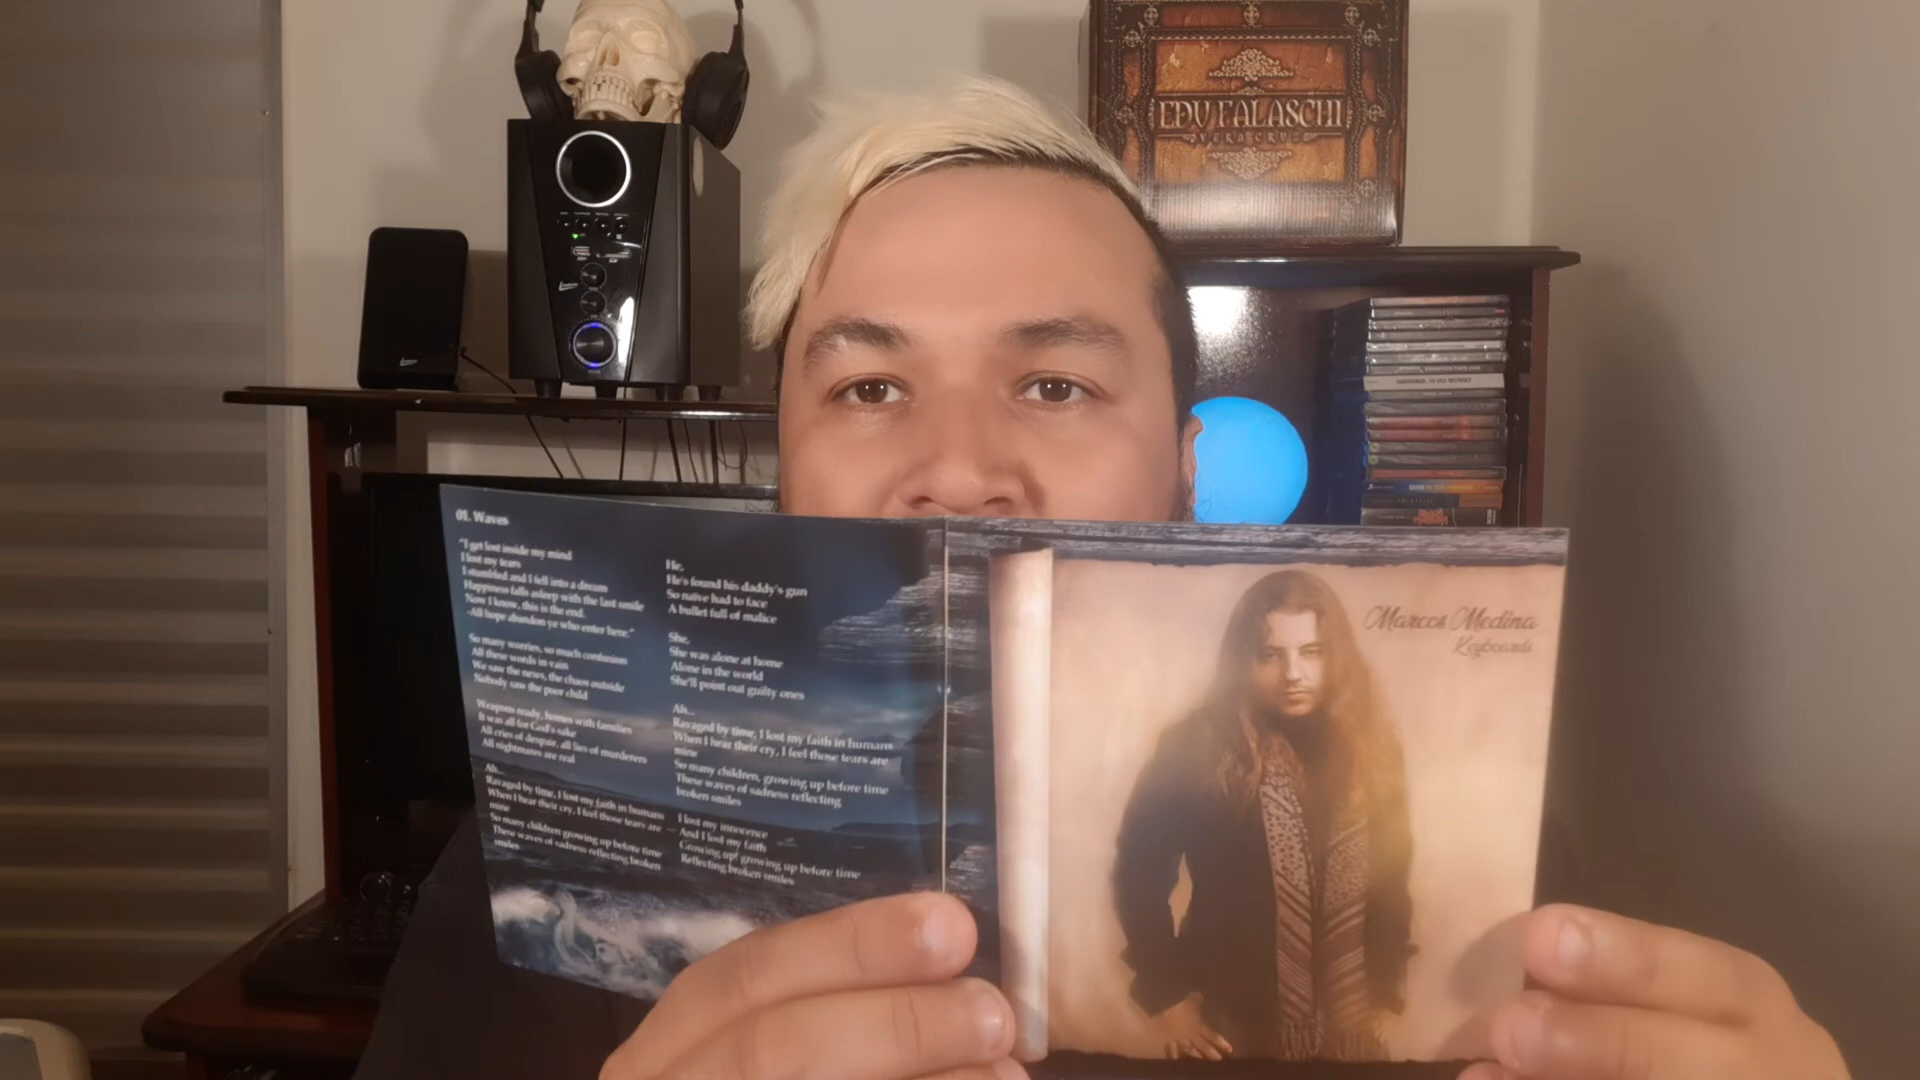 EDU FALASCHI
VERA CRUZ
01. Waves
"I get lost inside my mind
I lost my tears
I stumbled and I fell into a dream
Happiness falls asleep with the last smile
Now I know, this is the end.
-All hope abandon ye who enter here."
So many worries, so much confusion
All these words in vain
We saw the news, the chaos outside
Nobody saw the poor child
Weapons ready, homes with families
It was all for God's sake
All cries of despair, all lies of murderers
All nightmares are real
Ah...
Ravaged by time, I lost my faith in humans
When I hear their cry, I feel those tears are
mine
So many children growing up before time
These waves of sadness reflecting broken
smiles
He,
He's found his daddy's gun
So naive had to face
A bullet full of malice
She,
She was alone at home
Alone in the world
She'll point out guilty ones
Ah...
Ravaged by time, I lost my faith in humans
When I hear their cry, I feel those tears are
mine
So many children, growing up before time
These waves of sadness reflecting
broken smiles
I lost my innocence
And I lost my faith
Growing up! growing up before time
Reflecting broken smiles
Marcos Medina
Keyboards